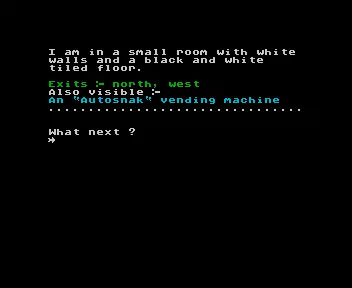 I am in a small room with white
walls and a black and white
tiled floor.
Exits :- north, west
Also visible :-
An "Autosnak" vending machine
................................
What next ?
»